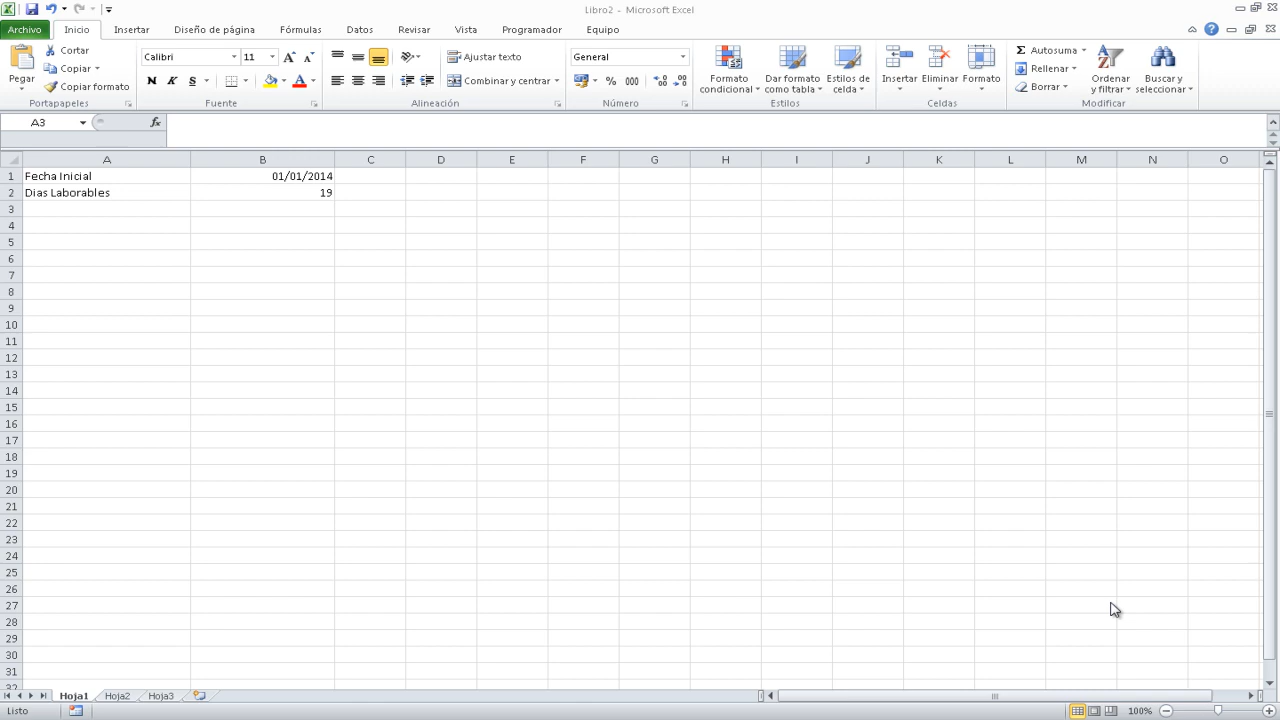 Libro2 - Microsoft Excel
Archivo Inicio Insertar Diseño de página Fórmulas Datos Revisar Vista Programador Equipo
Pegar
Cortar
Copiar
Copiar formato
Portapapeles
Calibri 11
N K S
Fuente
Ajustar texto
Combinar y centrar
Alineación
General
% 000
Número
Formato condicional
Dar formato como tabla
Estilos de celda
Estilos
Insertar Eliminar Formato
Celdas
Autosuma
Rellenar
Borrar
Ordenar y filtrar
Buscar y seleccionar
Modificar
A3 fx
A B C D E F G H I J K L M N O
1 Fecha Inicial 01/01/2014
2 Dias Laborables 19
3
4
5
6
7
8
9
10
11
12
13
14
15
16
17
18
19
20
21
22
23
24
25
26
27
28
29
30
31
32
Hoja1 Hoja2 Hoja3
Listo 100%